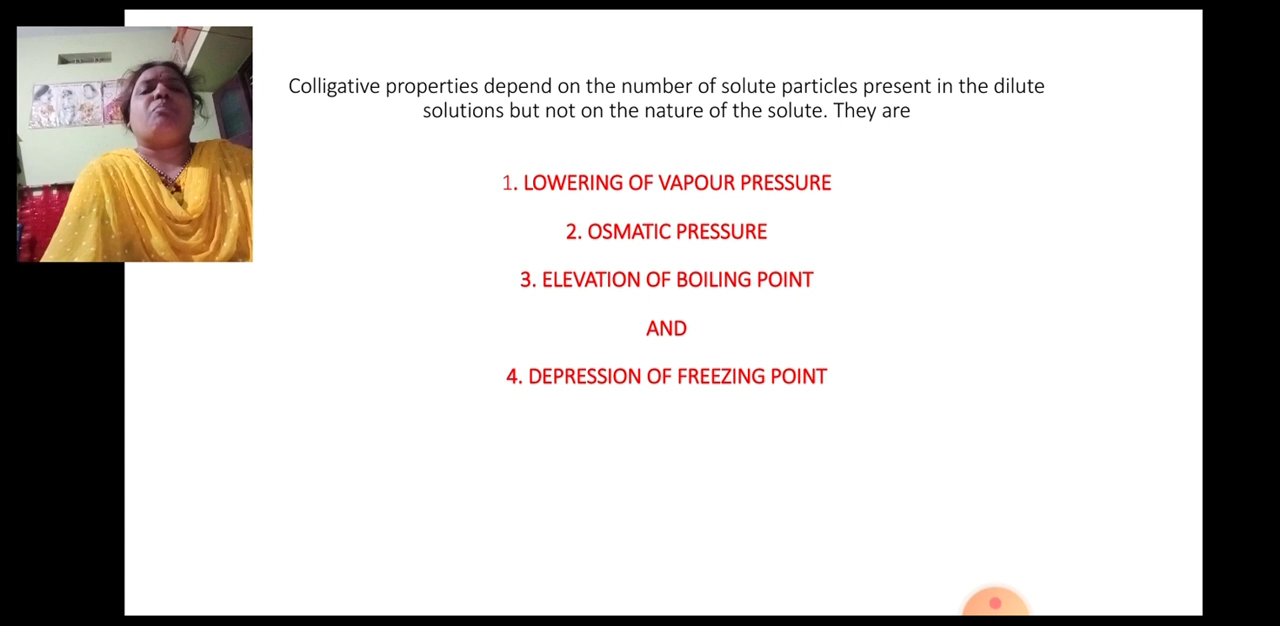 Colligative properties depend on the number of solute particles present in the dilute
solutions but not on the nature of the solute. They are
1. LOWERING OF VAPOUR PRESSURE
2. OSMATIC PRESSURE
3. ELEVATION OF BOILING POINT
AND
4. DEPRESSION OF FREEZING POINT